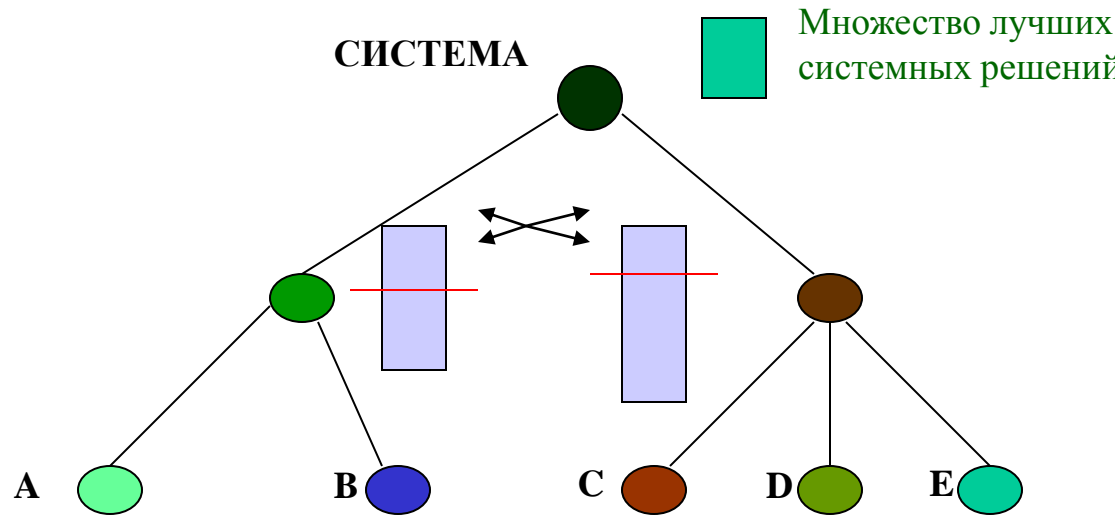 СИСТЕМА
Множество лучших
системных решений
A
B
C
D
E